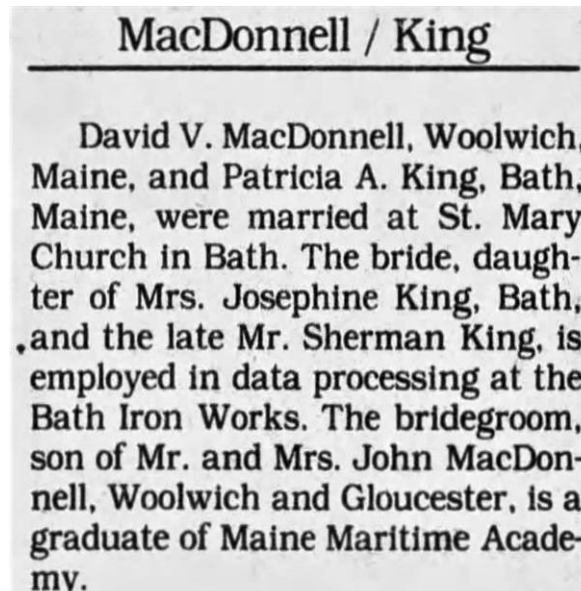 MacDonnell / King
David V. MacDonnell, Woolwich,
Maine, and Patricia A. King, Bath,
Maine, were married at St. Mary
Church in Bath. The bride, daugh-
ter of Mrs. Josephine King, Bath,
and the late Mr. Sherman King, is
employed in data processing at the
Bath Iron Works. The bridegroom,
son of Mr. and Mrs. John MacDon-
nell, Woolwich and Gloucester, is a
graduate of Maine Maritime Acade-
my.